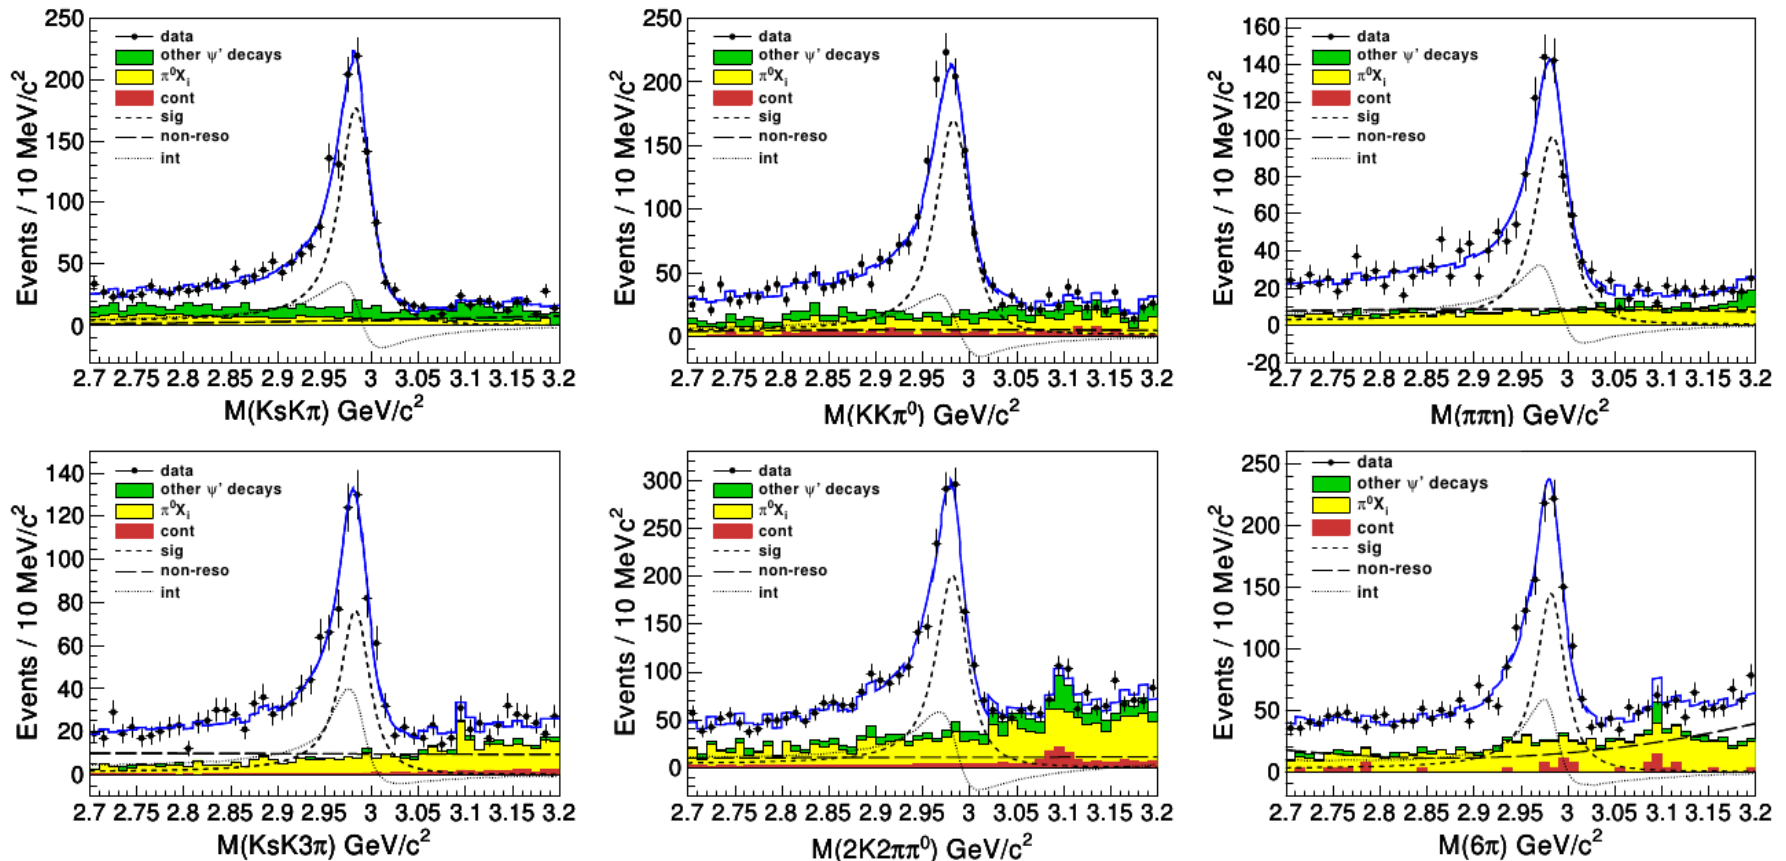 250
200
150
100
50
0
Events / 10 MeV/c²
data
other ψ' decays
π⁰Xᵢ
cont
sig
non-reso
int
2.7 2.75 2.8 2.85 2.9 2.95 3 3.05 3.1 3.15 3.2
M(KsKπ) GeV/c²
250
200
150
100
50
0
Events / 10 MeV/c²
data
other ψ' decays
π⁰Xᵢ
cont
sig
non-reso
int
2.7 2.75 2.8 2.85 2.9 2.95 3 3.05 3.1 3.15 3.2
M(KKπ⁰) GeV/c²
160
140
120
100
80
60
40
20
0
-20
Events / 10 MeV/c²
data
other ψ' decays
π⁰Xᵢ
cont
sig
non-reso
int
2.7 2.75 2.8 2.85 2.9 2.95 3 3.05 3.1 3.15 3.2
M(ππη) GeV/c²
140
120
100
80
60
40
20
0
Events / 10 MeV/c²
data
other ψ' decays
π⁰Xᵢ
cont
sig
non-reso
int
2.7 2.75 2.8 2.85 2.9 2.95 3 3.05 3.1 3.15 3.2
M(KsK3π) GeV/c²
300
250
200
150
100
50
0
Events / 10 MeV/c²
data
other ψ' decays
π⁰Xᵢ
cont
sig
non-reso
int
2.7 2.75 2.8 2.85 2.9 2.95 3 3.05 3.1 3.15 3.2
M(2K2ππ⁰) GeV/c²
250
200
150
100
50
0
Events / 10 MeV/c²
data
other ψ' decays
π⁰Xᵢ
cont
sig
non-reso
int
2.7 2.75 2.8 2.85 2.9 2.95 3 3.05 3.1 3.15 3.2
M(6π) GeV/c²